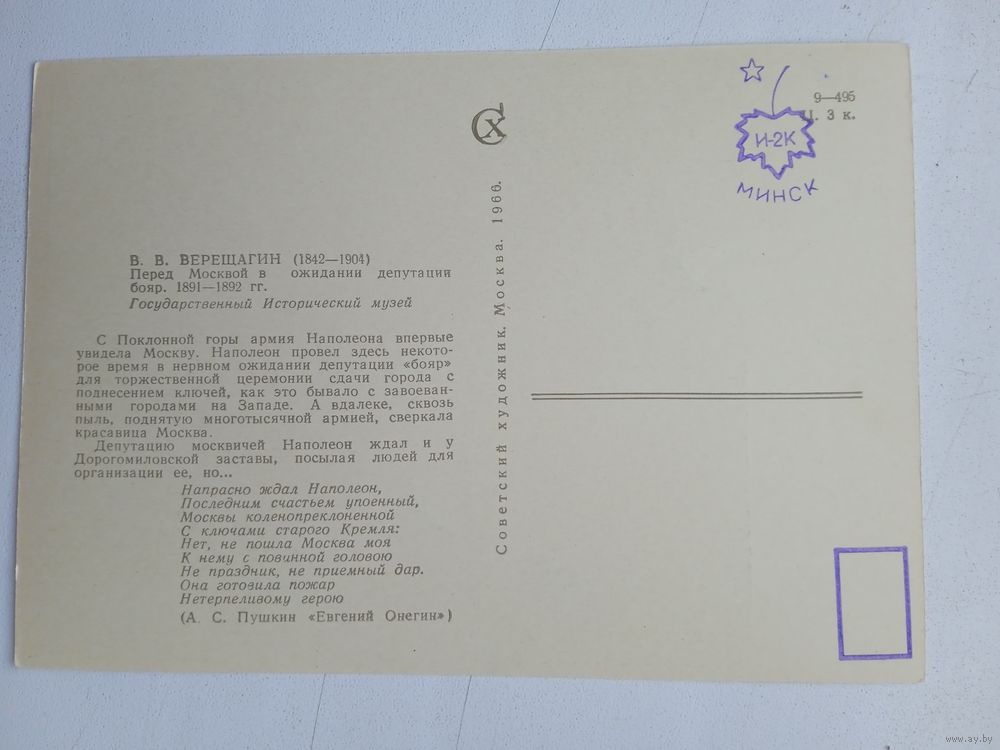 В. В. ВЕРЕЩАГИН (1842—1904)
Перед Москвой в ожидании депутации
бояр. 1891—1892 гг.
Государственный Исторический музей
С Поклонной горы армия Наполеона впервые
увидела Москву. Наполеон провел здесь некото-
рое время в нервном ожидании депутации «бояр»
для торжественной церемонии сдачи города с
поднесением ключей, как это бывало с завоеван-
ными городами на Западе. А вдалеке, сквозь
пыль, поднятую многотысячной армией, сверкала
красавица Москва.
Депутацию москвичей Наполеон ждал и у
Дорогомиловской заставы, посылая людей для
организации ее, но...
Напрасно ждал Наполеон,
Последним счастьем упоенный,
Москвы коленопреклоненной
С ключами старого Кремля:
Нет, не пошла Москва моя
К нему с повинной головою
Не праздник, не приемный дар.
Она готовила пожар
Нетерпеливому герою
(А. С. Пушкин «Евгений Онегин»)
СХ
Советский художник. Москва. 1966.
9—495
Ц. 3 к.
И-2К
МИНСК
www.ay.by